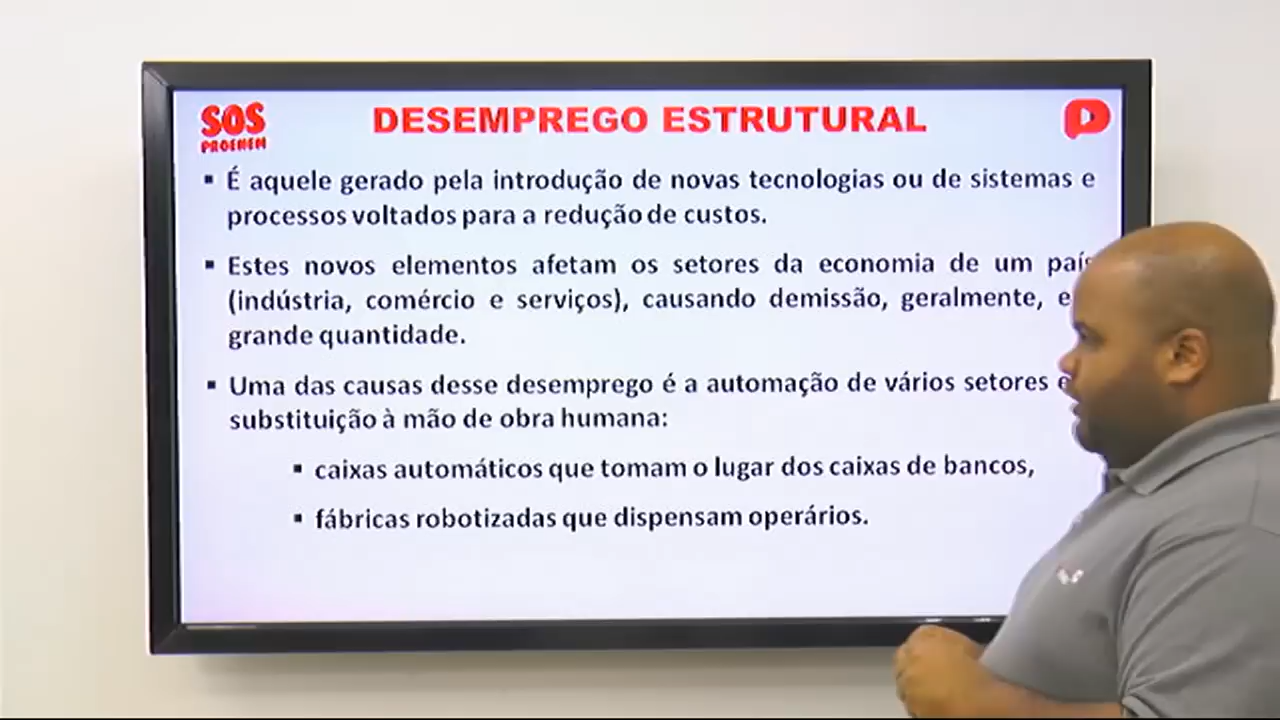 SOS
PROENEM
DESEMPREGO ESTRUTURAL
▪ É aquele gerado pela introdução de novas tecnologias ou de sistemas e
processos voltados para a redução de custos.
▪ Estes novos elementos afetam os setores da economia de um
(indústria, comércio e serviços), causando demissão, geralmente,
grande quantidade.
▪ Uma das causas desse desemprego é a automação de vários setores
substituição à mão de obra humana:
▪ caixas automáticos que tomam o lugar dos caixas de bancos,
▪ fábricas robotizadas que dispensam operários.